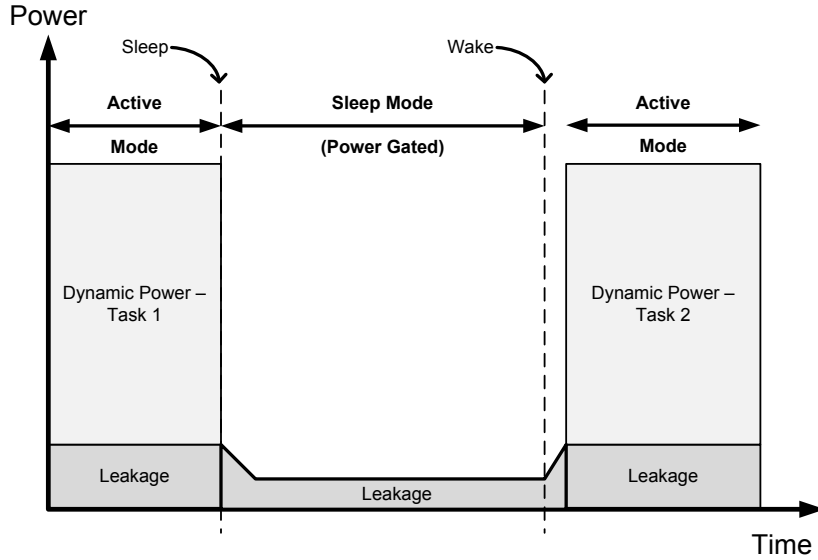 Power
Sleep
Wake
Active
Mode
Sleep Mode
(Power Gated)
Active
Mode
Dynamic Power –
Task 1
Dynamic Power –
Task 2
Leakage
Leakage
Leakage
Time